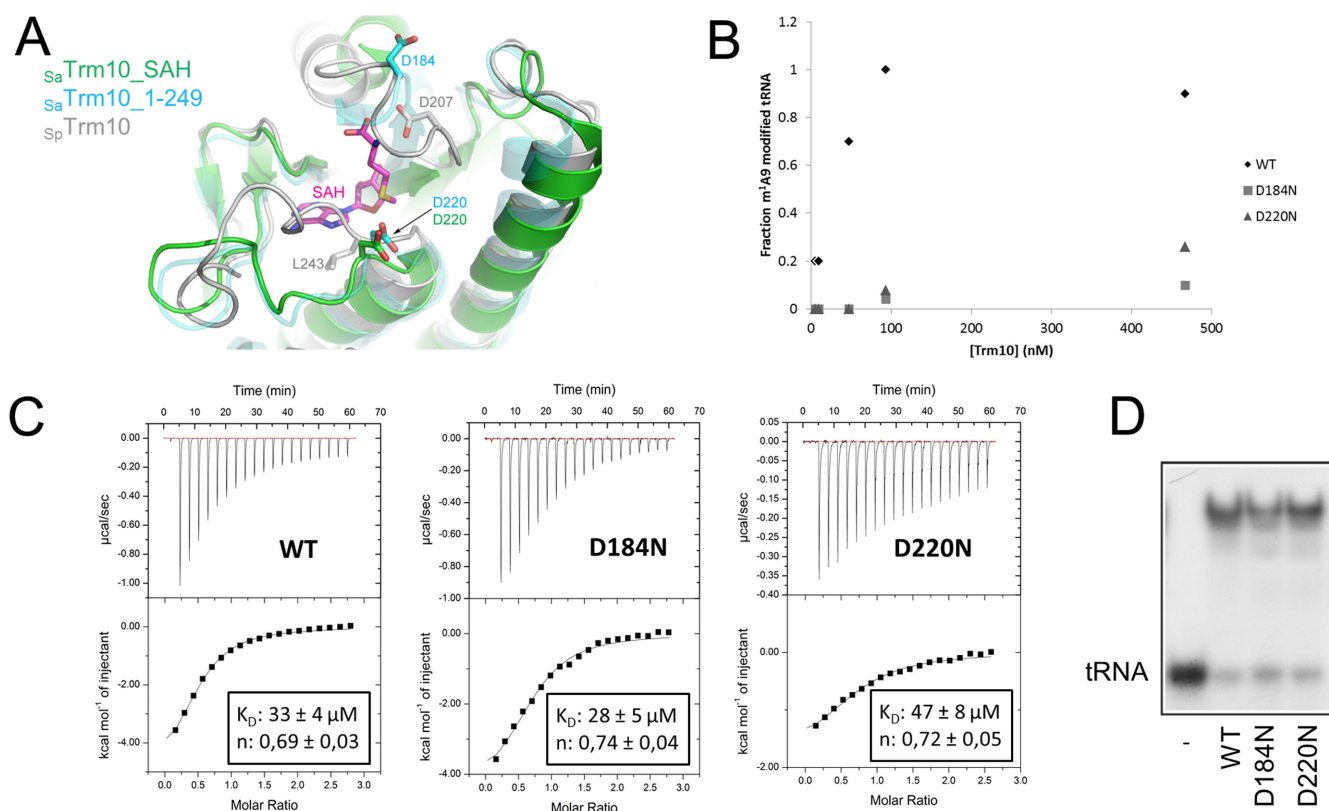 A
SaTrm10_SAH
SaTrm10_1-249
SpTrm10
D184
D207
SAH
D220
D220
L243
B
Fraction m¹A9 modified tRNA
1.2
1
0.8
0.6
0.4
0.2
0
0 100 200 300 400 500
[Trm10] (nM)
WT
D184N
D220N
C
Time (min)
0 10 20 30 40 50 60 70
µcal/sec
0.00
-0.20
-0.40
-0.60
-0.80
-1.00
WT
kcal mol⁻¹ of injectant
0.00
-2.00
-4.00
KD: 33 ± 4 µM
n: 0,69 ± 0,03
0.0 0.5 1.0 1.5 2.0 2.5 3.0
Molar Ratio
Time (min)
0 10 20 30 40 50 60 70
µcal/sec
0.00
-0.20
-0.40
-0.60
-0.80
-1.00
D184N
kcal mol⁻¹ of injectant
0.00
-2.00
-4.00
KD: 28 ± 5 µM
n: 0,74 ± 0,04
0.0 0.5 1.0 1.5 2.0 2.5 3.0
Molar Ratio
Time (min)
0 10 20 30 40 50 60 70
µcal/sec
0.05
0.00
-0.05
-0.10
-0.15
-0.20
-0.25
-0.30
-0.35
-0.40
D220N
kcal mol⁻¹ of injectant
0.00
-2.00
KD: 47 ± 8 µM
n: 0,72 ± 0,05
0.0 0.5 1.0 1.5 2.0 2.5 3.0
Molar Ratio
D
tRNA
-
WT
D184N
D220N